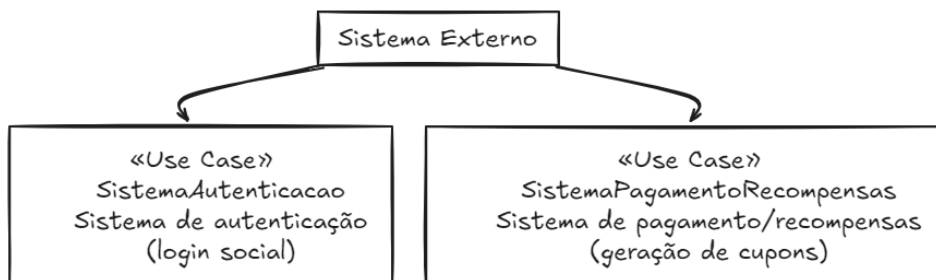 Sistema Externo
«Use Case»
SistemaAutenticacao
Sistema de autenticação
(login social)
«Use Case»
SistemaPagamentoRecompensas
Sistema de pagamento/recompensas
(geração de cupons)